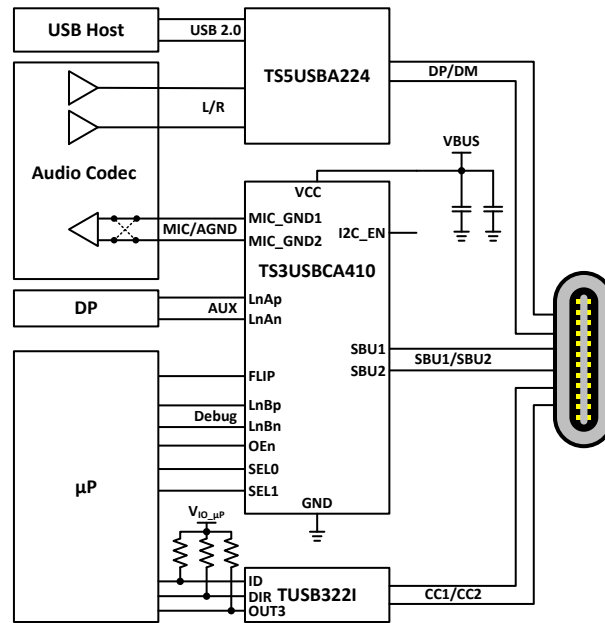 USB Host
USB 2.0
TS5USBA224
DP/DM
L/R
Audio Codec
VBUS
VCC
MIC_GND1
I2C_EN
MIC/AGND
MIC_GND2
TS3USBCA410
DP
AUX
LnAp
LnAn
SBU1
SBU1/SBU2
SBU2
FLIP
LnBp
Debug
LnBn
OEn
µP
SEL0
SEL1
GND
VIO_µP
ID
DIR
OUT3
TUSB322I
CC1/CC2